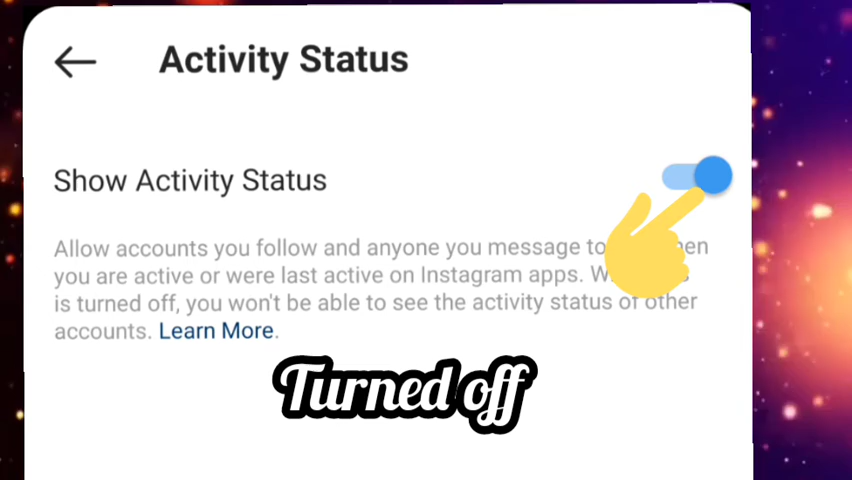 Activity Status
Show Activity Status
Allow accounts you follow and anyone you message to
you are active or were last active on Instagram apps.
is turned off, you won't be able to see the activity status of other
accounts. Learn More.
Turned off